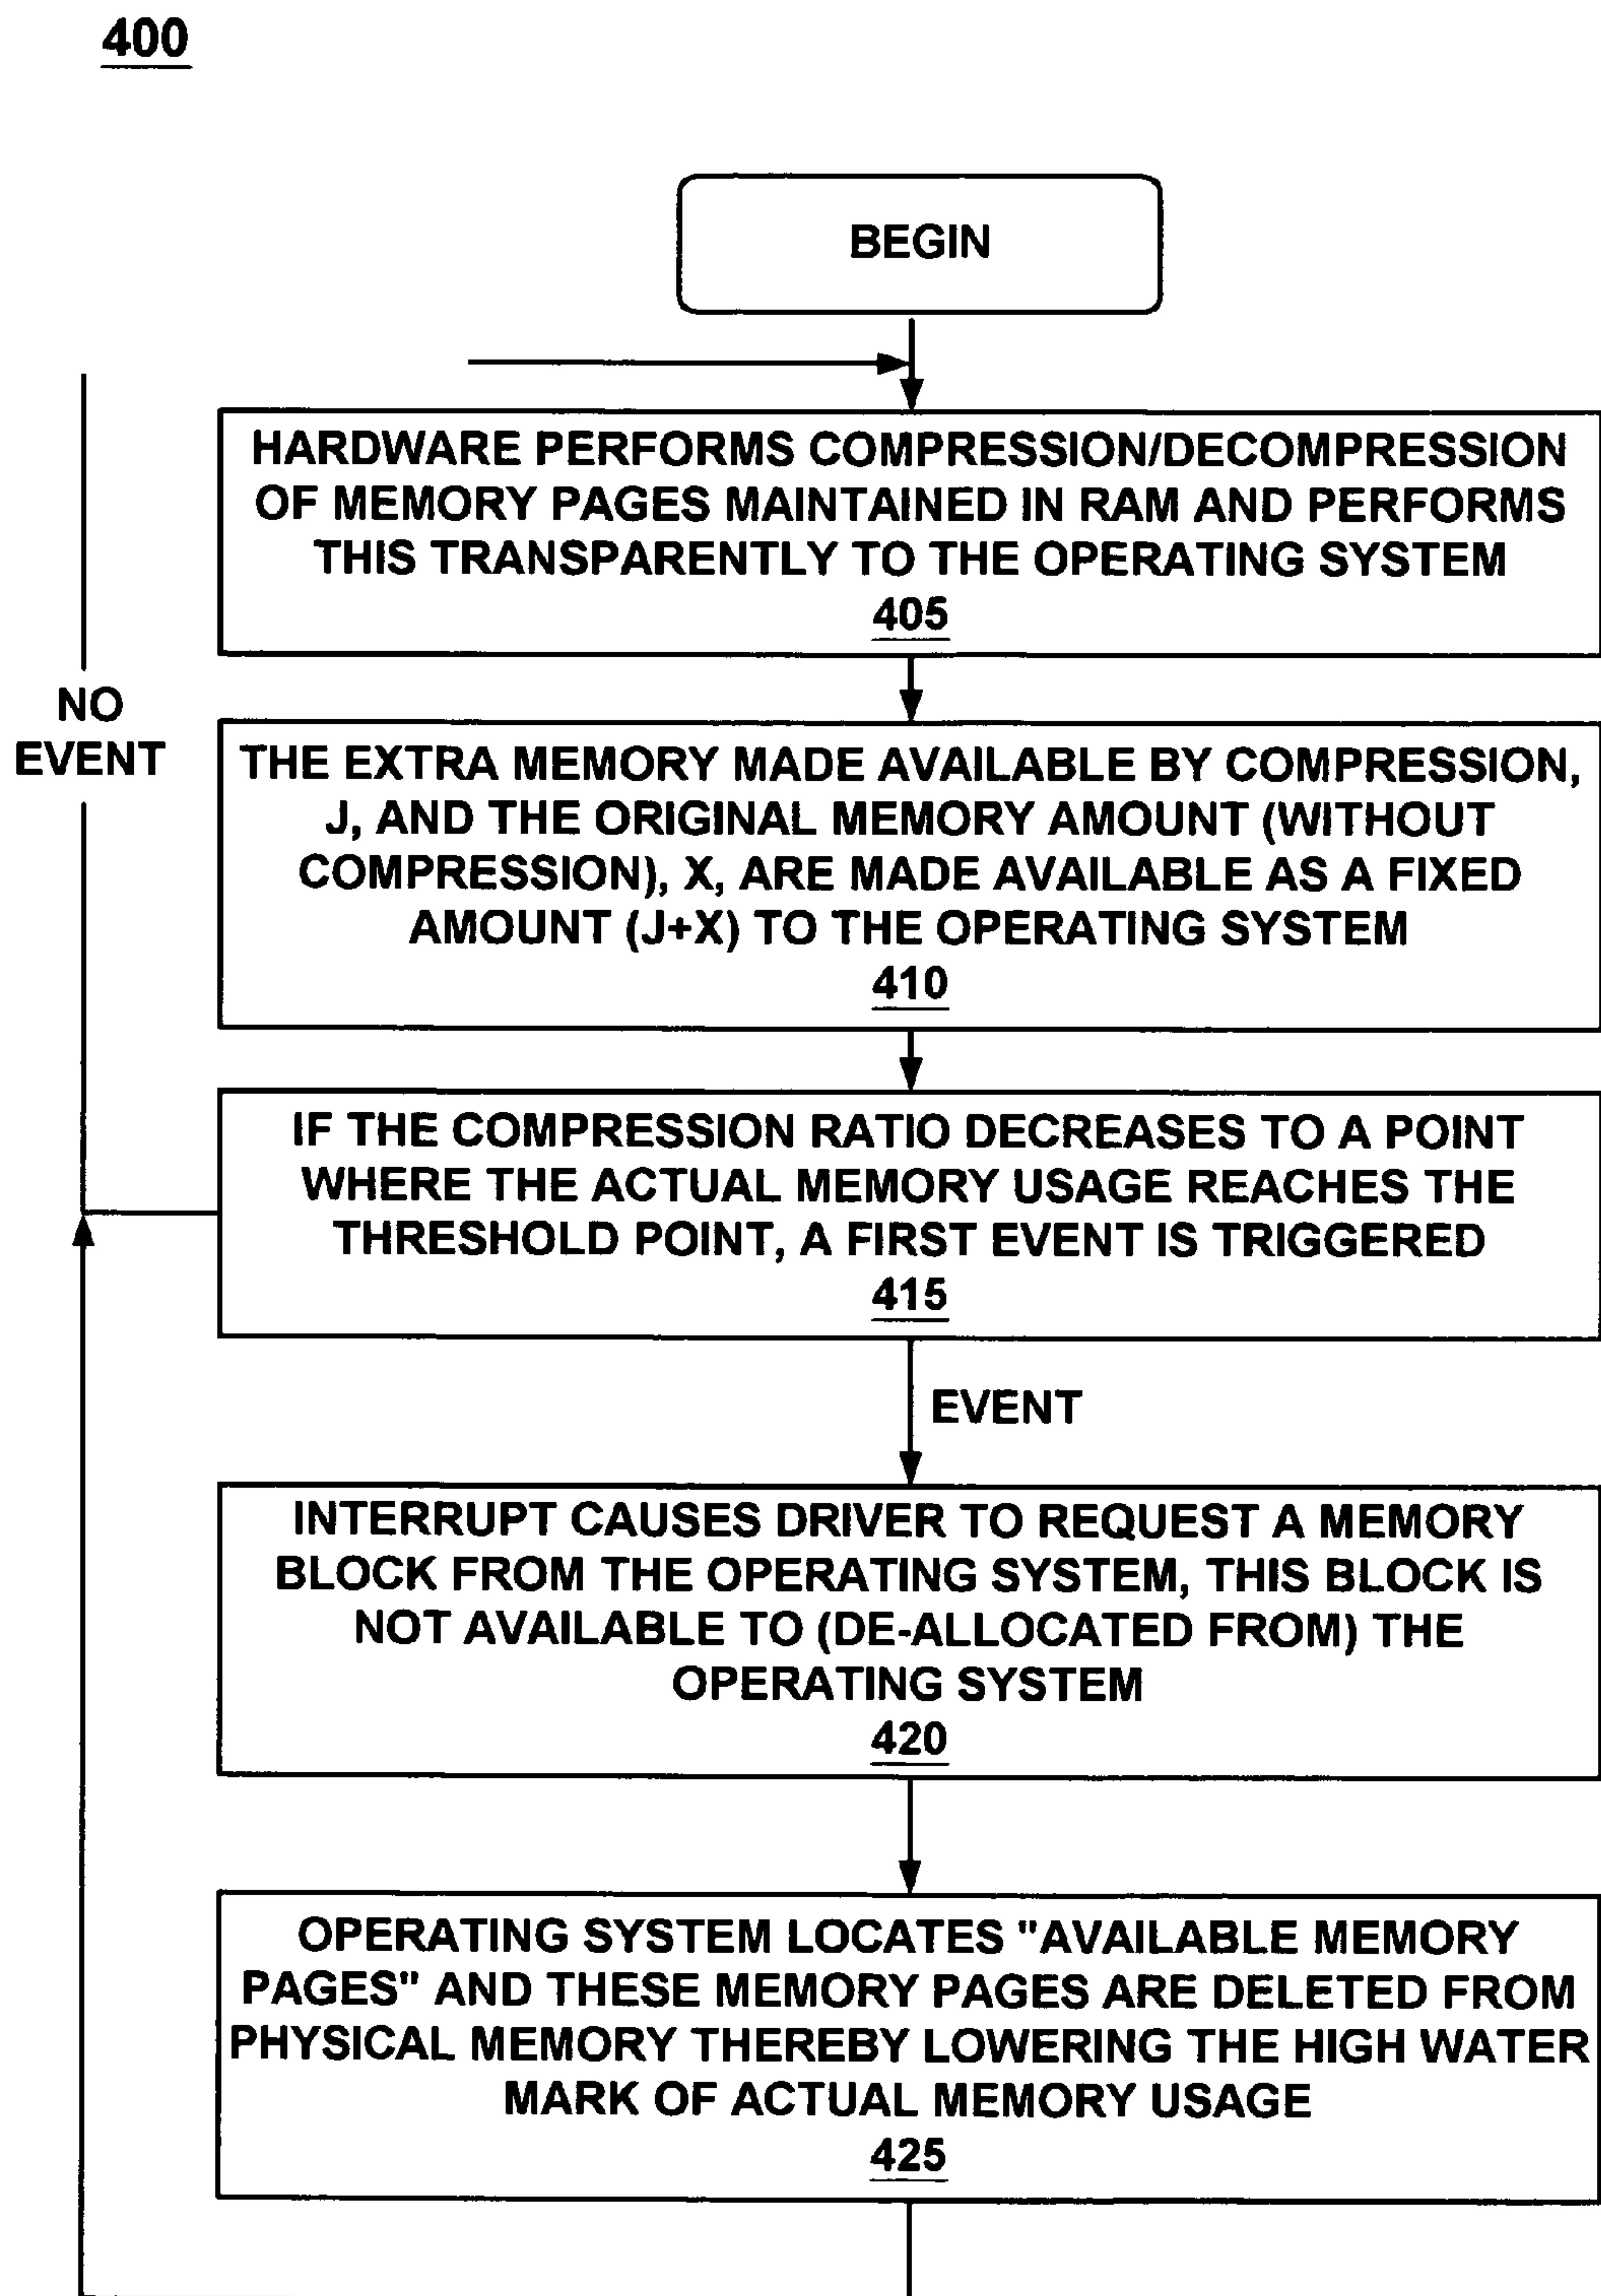 400
BEGIN
HARDWARE PERFORMS COMPRESSION/DECOMPRESSION
OF MEMORY PAGES MAINTAINED IN RAM AND PERFORMS
THIS TRANSPARENTLY TO THE OPERATING SYSTEM
405
NO
EVENT
THE EXTRA MEMORY MADE AVAILABLE BY COMPRESSION,
J, AND THE ORIGINAL MEMORY AMOUNT (WITHOUT
COMPRESSION), X, ARE MADE AVAILABLE AS A FIXED
AMOUNT (J+X) TO THE OPERATING SYSTEM
410
IF THE COMPRESSION RATIO DECREASES TO A POINT
WHERE THE ACTUAL MEMORY USAGE REACHES THE
THRESHOLD POINT, A FIRST EVENT IS TRIGGERED
415
EVENT
INTERRUPT CAUSES DRIVER TO REQUEST A MEMORY
BLOCK FROM THE OPERATING SYSTEM, THIS BLOCK IS
NOT AVAILABLE TO (DE-ALLOCATED FROM) THE
OPERATING SYSTEM
420
OPERATING SYSTEM LOCATES "AVAILABLE MEMORY
PAGES" AND THESE MEMORY PAGES ARE DELETED FROM
PHYSICAL MEMORY THEREBY LOWERING THE HIGH WATER
MARK OF ACTUAL MEMORY USAGE
425